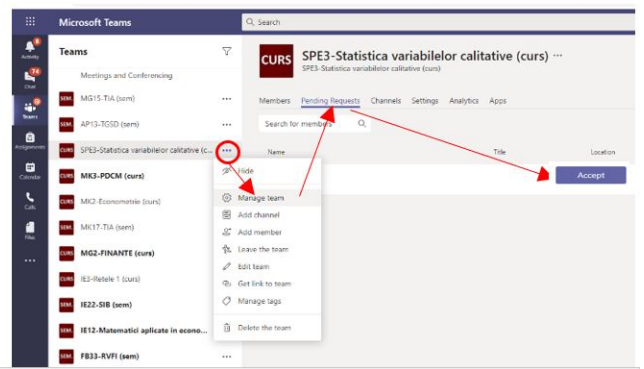 Microsoft Teams
Search
Activity
Chat
Teams
Assignments
Calendar
Calls
Files
...
Teams
Meetings and Conferencing
SEM. MG15-TIA (sem) ...
SEM. AP13-TGSD (sem) ...
CURS SPE3-Statistica variabilelor calitative (c... ...
CURS MK3-PDCM (curs)
CURS MK2-Econometrie (curs)
SEM. MK17-TIA (sem)
CURS MG2-FINANTE (curs)
CURS IE3-Retele 1 (curs)
SEM. IE22-SIB (sem)
SEM. IE12-Matematici aplicate in econo...
SEM. FB33-RVFI (sem) ...
Hide
Manage team
Add channel
Add member
Leave the team
Edit team
Get link to team
Manage tags
Delete the team
CURS
SPE3-Statistica variabilelor calitative (curs) ...
SPE3-Statistica variabilelor calitative (curs)
Members Pending Requests Channels Settings Analytics Apps
Search for members
Name Title Location
Accept